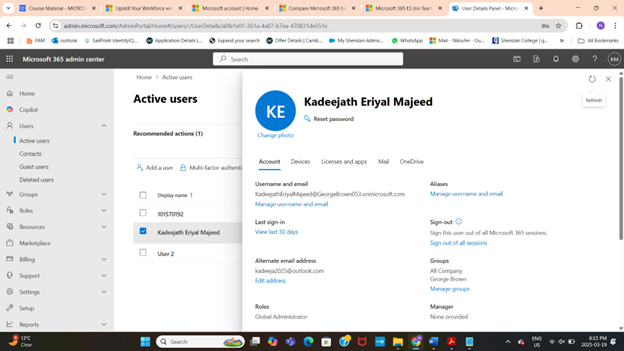 Course Material - MICROS
Upskill Your Workforce wi
Microsoft account | Home
Compare Microsoft 365 E
Microsoft 365 E3 (no Team
User Details Panel - Micros
admin.microsoft.com/AdminPortal/Home#/users/:/UserDetails/a0fe1e01-261a-4a07-b7ea-470831de551e
PAM
outlook
SailPoint IdentityIQ
Application Details |
Expand your search
Offer Details | Camb
My Sheridan Admiss
WhatsApp
Mail - Niloufer - Ou
Sheridan College | g
All Bookmarks
Microsoft 365 admin center
Search
KM
Home
Copilot
Users
Active users
Contacts
Guest users
Deleted users
Groups
Roles
Resources
Marketplace
Billing
Support
Settings
Setup
Reports
Home > Active users
Active users
Recommended actions (1)
Add a user
Multi-factor authenti
Display name ↑
101570192
Kadeejath Eriyal Majeed
User 2
Refresh
KE
Change photo
Kadeejath Eriyal Majeed
Reset password
Account
Devices
Licenses and apps
Mail
OneDrive
Username and email
KadeejathEriyalMajeed@GeorgeBrown053.onmicrosoft.com
Manage username and email
Aliases
Manage username and email
Last sign-in
View last 30 days
Sign-out
Sign this user out of all Microsoft 365 sessions.
Sign out of all sessions
Alternate email address
kadeeja2025@outlook.com
Edit address
Groups
All Company
George Brown
Manage groups
Roles
Global Administrator
Manager
None provided
13°C
Clear
Search
ENG
US
8:15 PM
2025-03-19